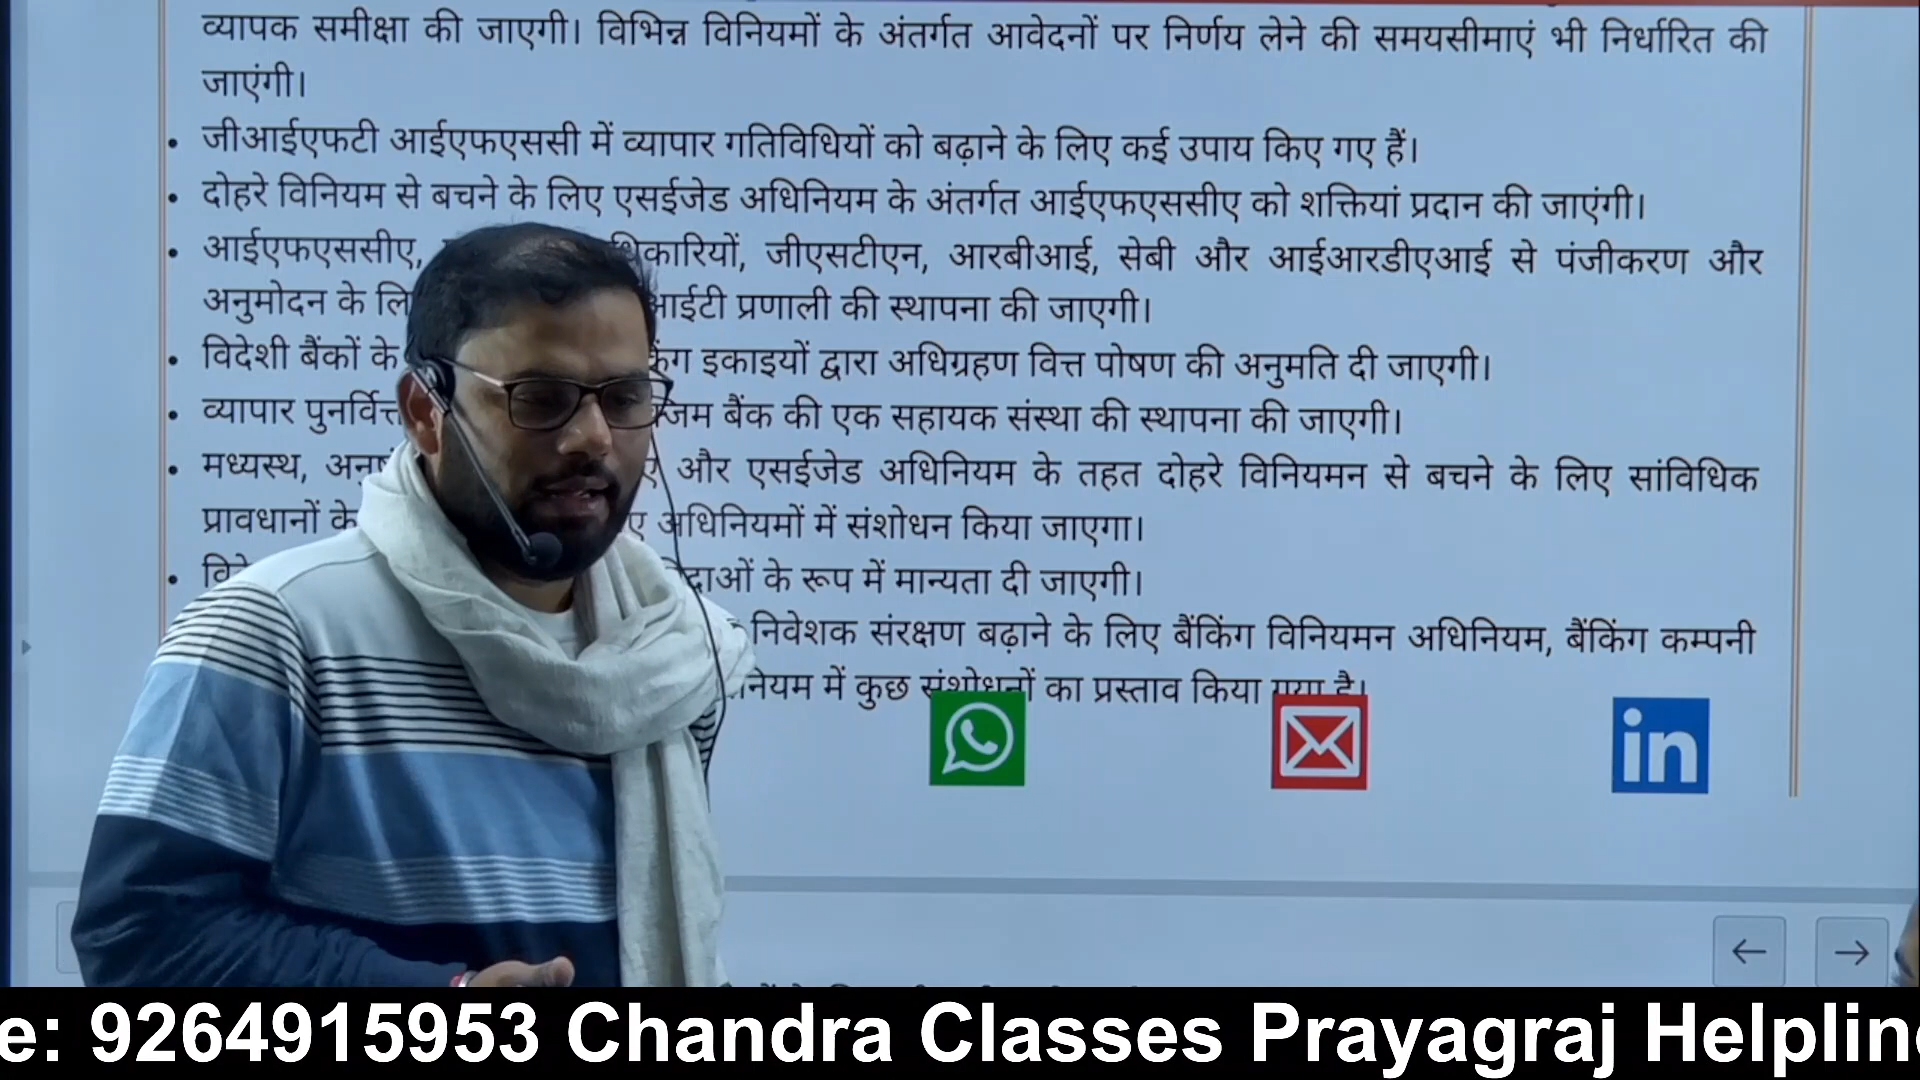 व्यापक समीक्षा की जाएगी। विभिन्न विनियमों के अंतर्गत आवेदनों पर निर्णय लेने की समयसीमाएं भी निर्धारित की
जाएंगी।
• जीआईएफटी आईएफएससी में व्यापार गतिविधियों को बढ़ाने के लिए कई उपाय किए गए हैं।
• दोहरे विनियम से बचने के लिए एसईजेड अधिनियम के अंतर्गत आईएफएससीए को शक्तियां प्रदान की जाएंगी।
• आईएफएससीए, जीएसटीएन, आरबीआई, सेबी और आईआरडीएआई से पंजीकरण और
अनुमोदन के आईटी प्रणाली की स्थापना की जाएगी।
• विदेशी बैंकों के इकाइयों द्वारा अधिग्रहण वित्त पोषण की अनुमति दी जाएगी।
• व्यापार बैंक की एक सहायक संस्था की स्थापना की जाएगी।
• मध्यस्थ, और एसईजेड अधिनियम के तहत दोहरे विनियमन से बचने के लिए सांविधिक
प्रावधानों के अधिनियमों में संशोधन किया जाएगा।
• के रूप में मान्यता दी जाएगी।
निवेशक संरक्षण बढ़ाने के लिए बैंकिंग विनियमन अधिनियम, बैंकिंग कम्पनी
में कुछ संशोधनों का प्रस्ताव किया गया है।
in
e: 9264915953 Chandra Classes Prayagraj Helpline